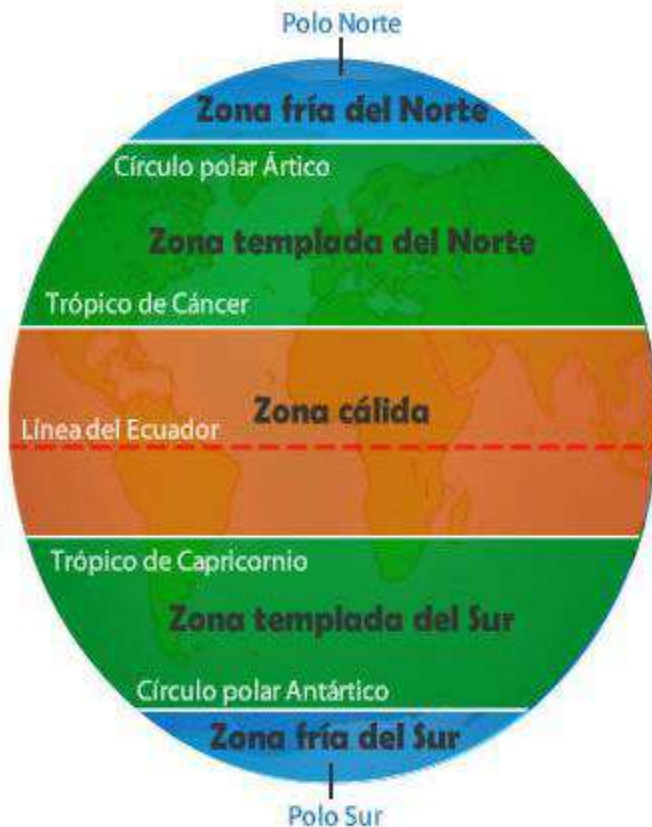 Polo Norte
Zona fría del Norte
Círculo polar Ártico
Zona templada del Norte
Trópico de Cáncer
Zona cálida
Línea del Ecuador
Trópico de Capricornio
Zona templada del Sur
Círculo polar Antártico
Zona fría del Sur
Polo Sur